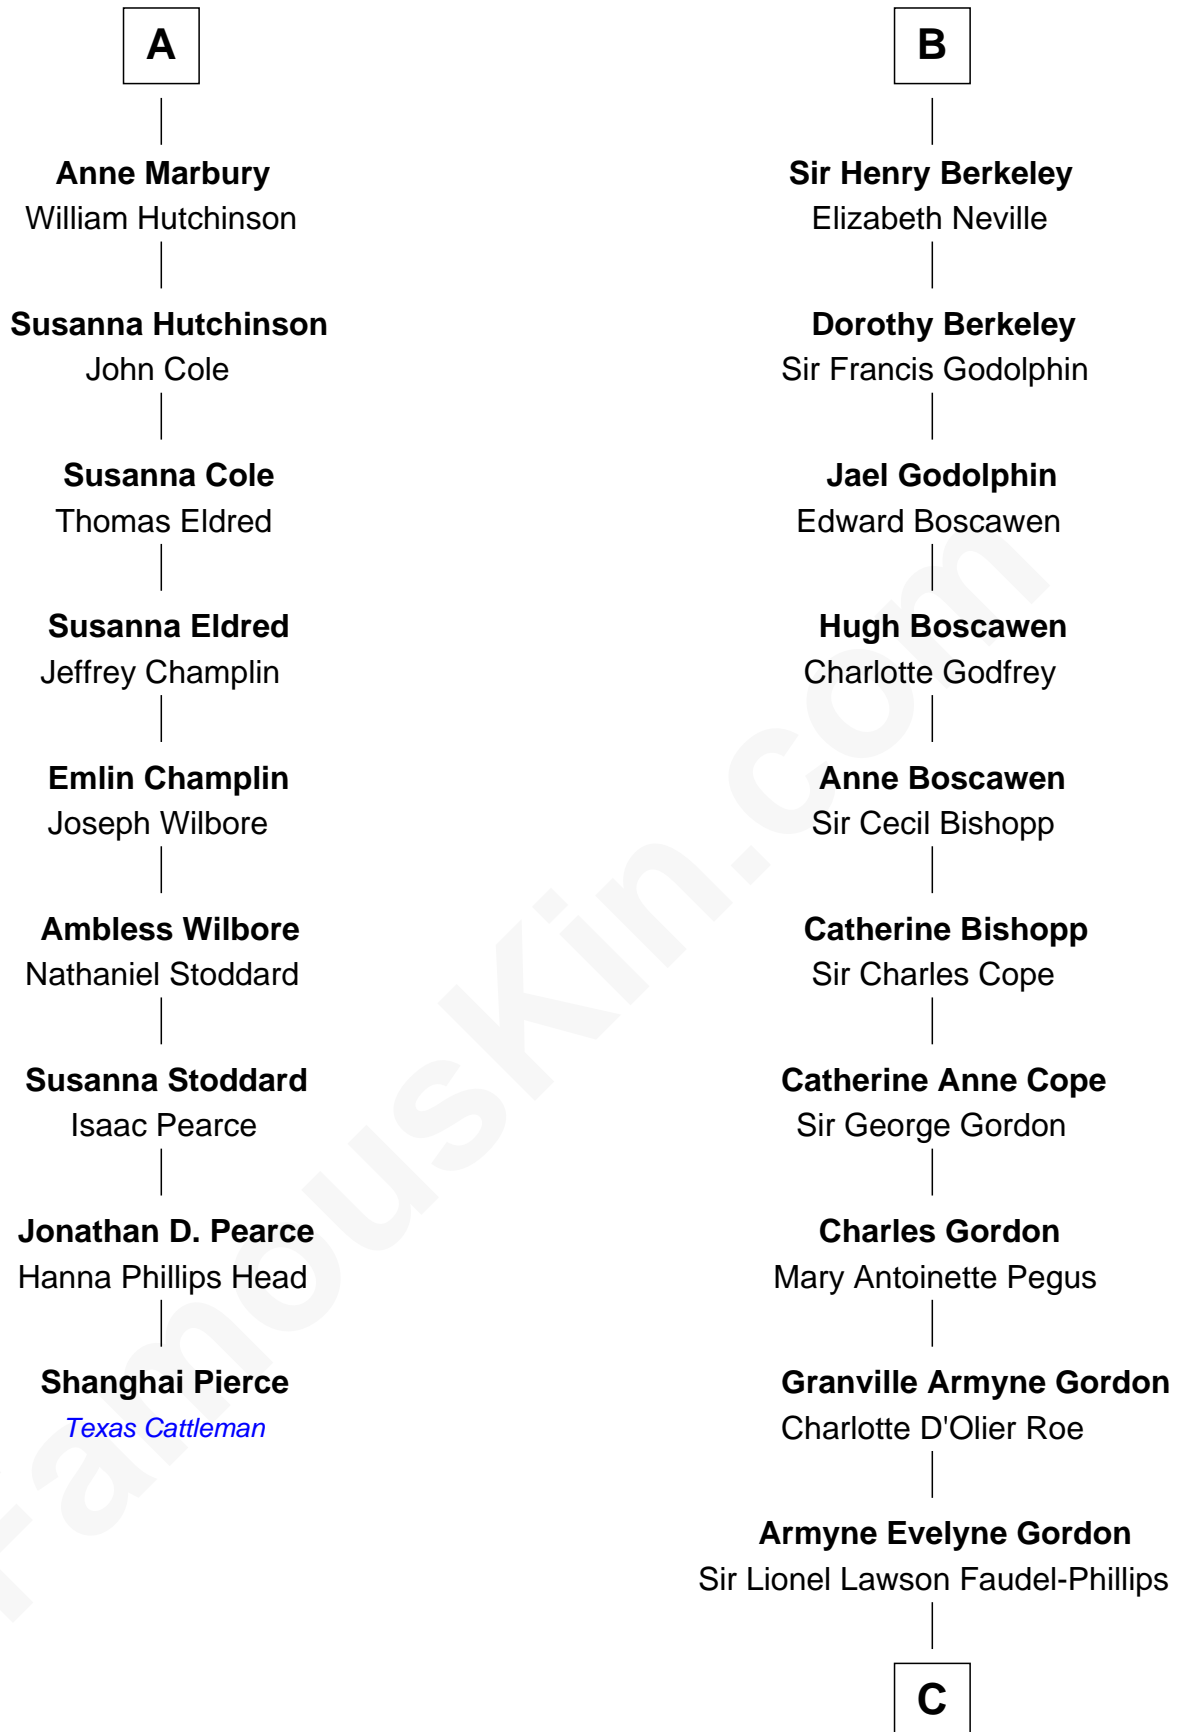 A
Anne Marbury
William Hutchinson
Susanna Hutchinson
John Cole
Susanna Cole
Thomas Eldred
Susanna Eldred
Jeffrey Champlin
Emlin Champlin
Joseph Wilbore
Ambless Wilbore
Nathaniel Stoddard
Susanna Stoddard
Isaac Pearce
Jonathan D. Pearce
Hanna Phillips Head
Shanghai Pierce
Texas Cattleman
B
Sir Henry Berkeley
Elizabeth Neville
Dorothy Berkeley
Sir Francis Godolphin
Jael Godolphin
Edward Boscawen
Hugh Boscawen
Charlotte Godfrey
Anne Boscawen
Sir Cecil Bishopp
Catherine Bishopp
Sir Charles Cope
Catherine Anne Cope
Sir George Gordon
Charles Gordon
Mary Antoinette Pegus
Granville Armyne Gordon
Charlotte D'Olier Roe
Armyne Evelyne Gordon
Sir Lionel Lawson Faudel-Phillips
C
FamousKin.com